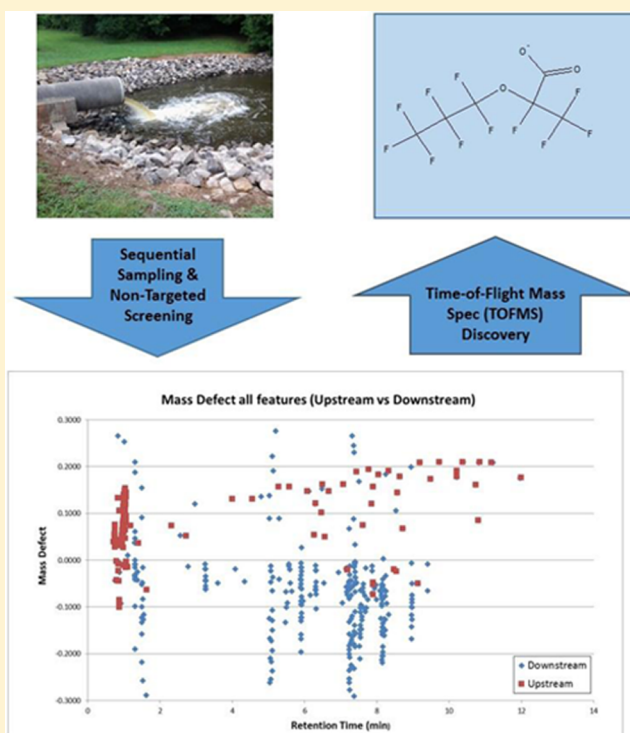 O-
O
O
F
F
F
F
F
F
F
F
F
F
F
Sequential
Sampling &
Non-Targeted
Screening
Time-of-Flight Mass
Spec (TOFMS)
Discovery
Mass Defect all features (Upstream vs Downstream)
0.3000
0.2000
0.1000
0.0000
-0.1000
-0.2000
-0.3000
Mass Defect
0
2
4
6
8
10
12
14
Retention Time (min)
Downstream
Upstream